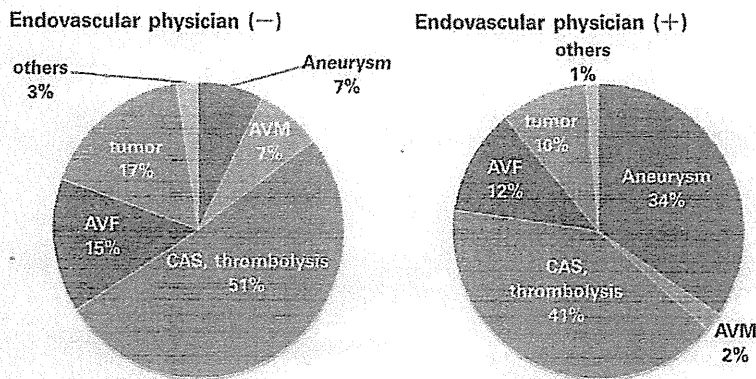 Endovascular physician (−)
others
3%
Aneurysm
7%
AVM
7%
tumor
17%
AVF
15%
CAS, thrombolysis
51%
Endovascular physician (+)
others
1%
tumor
10%
AVF
12%
Aneurysm
34%
CAS,
thrombolysis
41%
AVM
2%